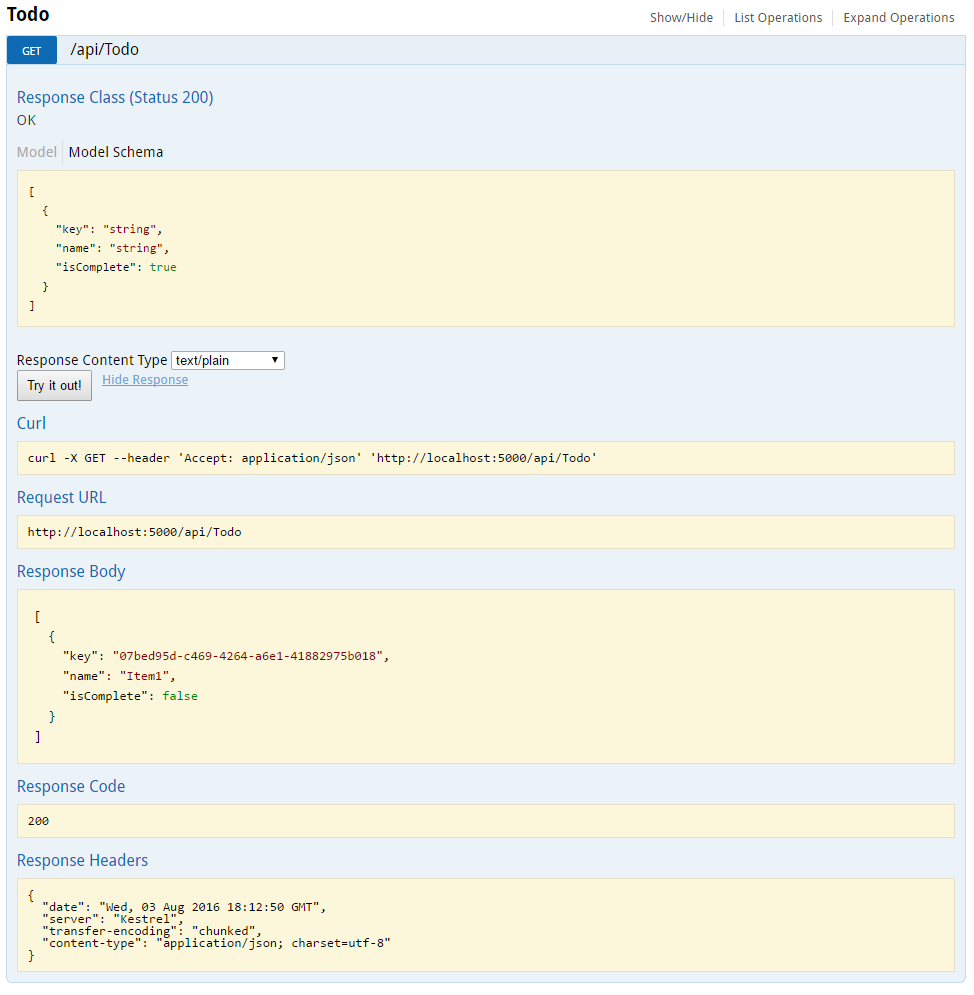 Todo
Show/Hide List Operations Expand Operations
GET /api/Todo
Response Class (Status 200)
OK
Model Model Schema
[
  {
    "key": "string",
    "name": "string",
    "isComplete": true
  }
]
Response Content Type text/plain
Try it out! Hide Response
Curl
curl -X GET --header 'Accept: application/json' 'http://localhost:5000/api/Todo'
Request URL
http://localhost:5000/api/Todo
Response Body
[
  {
    "key": "07bed95d-c469-4264-a6e1-41882975b018",
    "name": "Item1",
    "isComplete": false
  }
]
Response Code
200
Response Headers
{
  "date": "Wed, 03 Aug 2016 18:12:50 GMT",
  "server": "Kestrel",
  "transfer-encoding": "chunked",
  "content-type": "application/json; charset=utf-8"
}